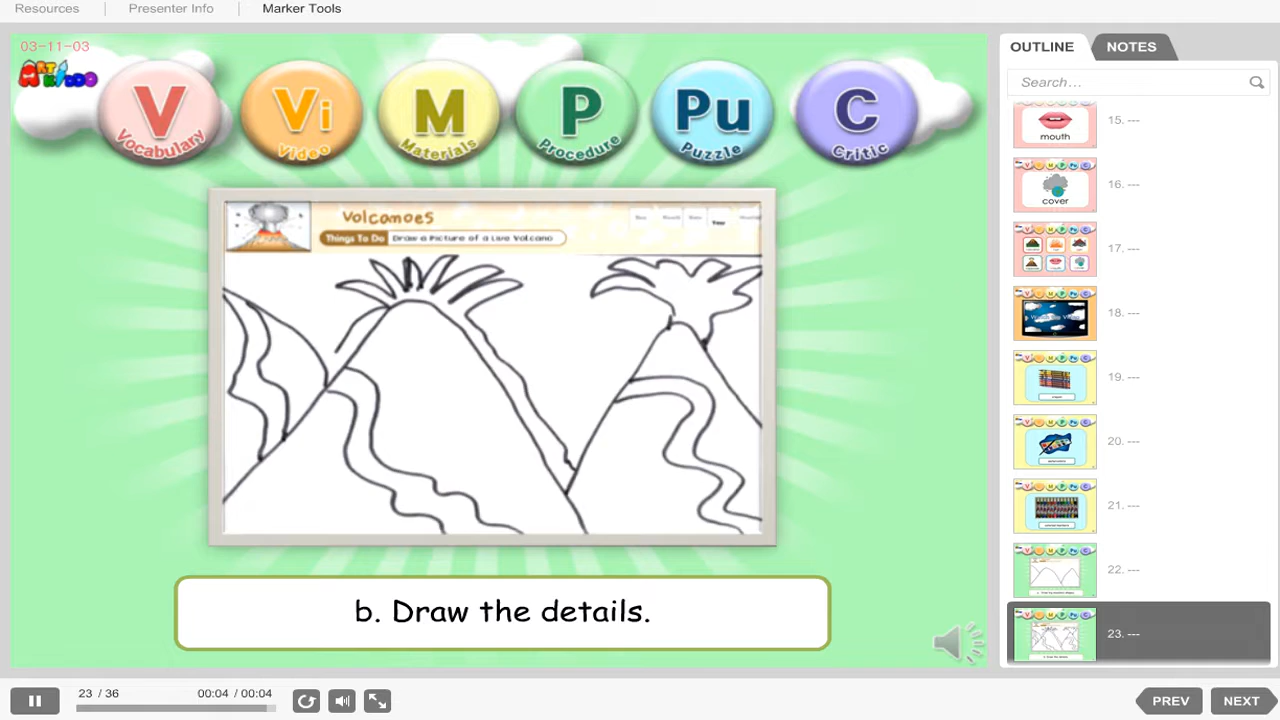 Resources Presenter Info Marker Tools
03-11-03
ART KIDDO
V Vi M P Pu C
Vocabulary Video Materials Procedure Puzzle Critic
Volcanoes
Things To Do Draw a Picture of a Live Volcano
b. Draw the details.
OUTLINE NOTES
Search...
mouth
15. ---
16. ---
cover
17. ---
18. ---
19. ---
20. ---
21. ---
22. ---
23. ---
23 / 36 00:04 / 00:04
PREV NEXT